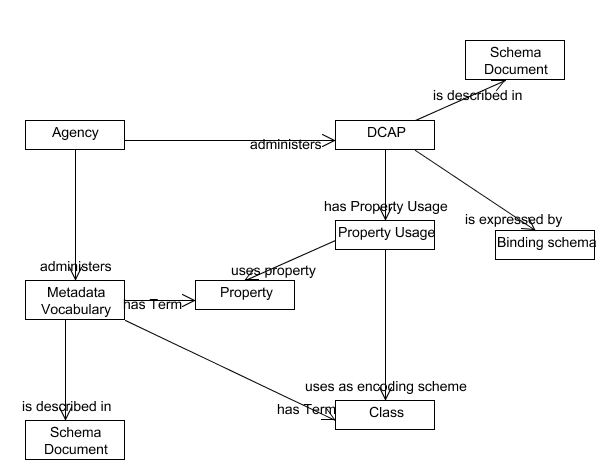 Schema
Document
is described in
Agency
administers
DCAP
has Property Usage
is expressed by
Property Usage
Binding schema
administers
uses property
Metadata
Vocabulary
has Term
Property
uses as encoding scheme
is described in
has Term
Class
Schema
Document